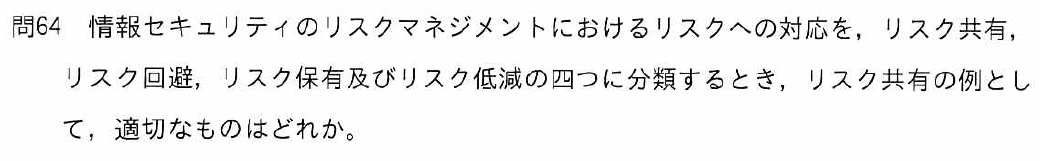 問64　情報セキュリティのリスクマネジメントにおけるリスクへの対応を，リスク共有，
リスク回避，リスク保有及びリスク低減の四つに分類するとき，リスク共有の例とし
て，適切なものはどれか。